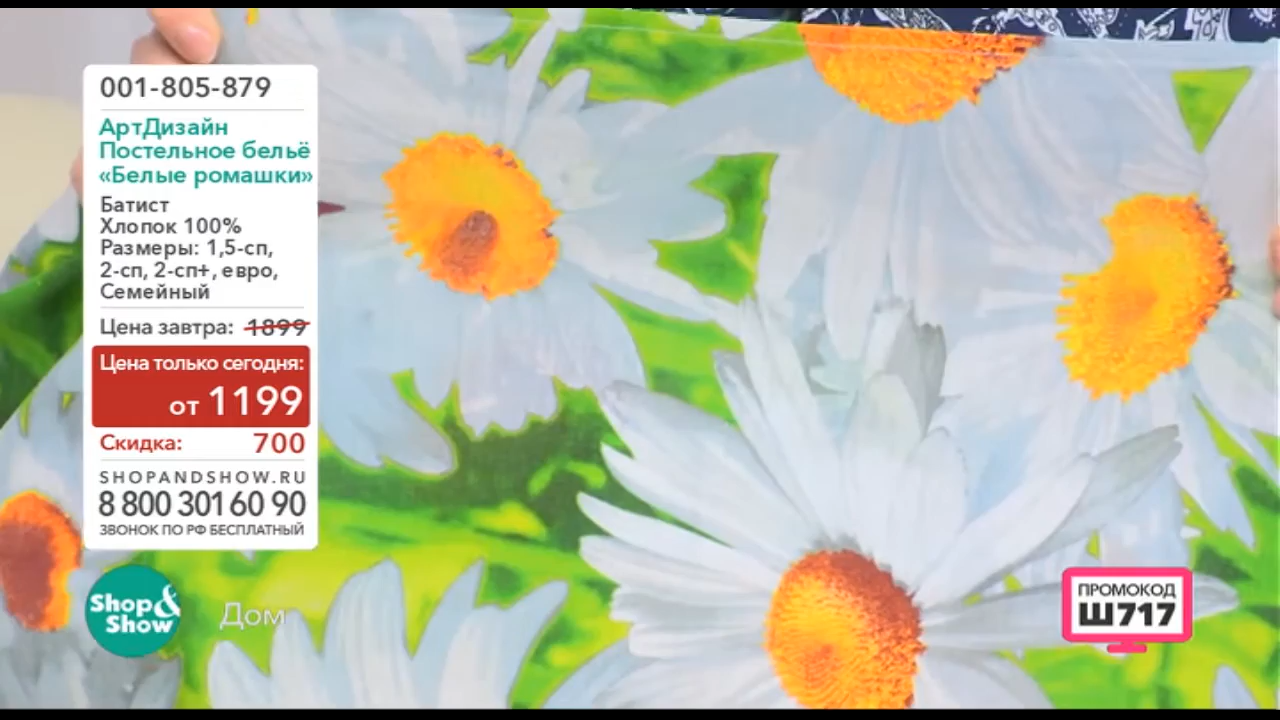 001-805-879
АртДизайн
Постельное бельё
«Белые ромашки»
Батист
Хлопок 100%
Размеры: 1,5-сп,
2-сп, 2-сп+, евро,
Семейный
Цена завтра: 1899
Цена только сегодня:
от 1199
Скидка: 700
SHOPANDSHOW.RU
8 800 301 60 90
ЗВОНОК ПО РФ БЕСПЛАТНЫЙ
Shop&
Show
Дом
ПРОМОКОД
Ш717